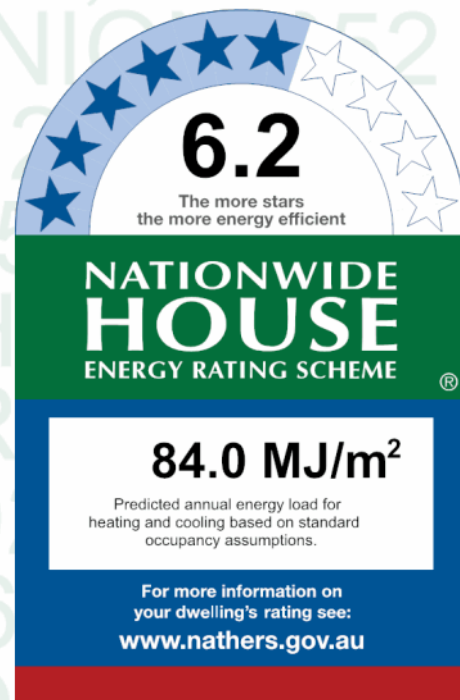 6.2
The more stars
the more energy efficient
NATIONWIDE
HOUSE
ENERGY RATING SCHEME
®
84.0 MJ/m²
Predicted annual energy load for
heating and cooling based on standard
occupancy assumptions.
For more information on
your dwelling's rating see:
www.nathers.gov.au